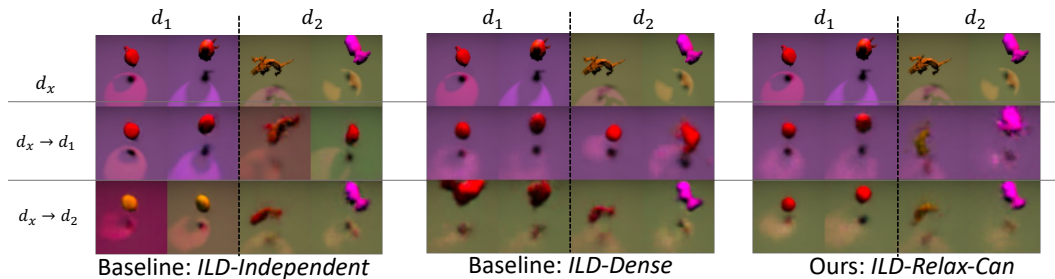 d₁ d₂ d₁ d₂ d₁ d₂
dₓ
dₓ → d₁
dₓ → d₂
Baseline: ILD-Independent Baseline: ILD-Dense Ours: ILD-Relax-Can